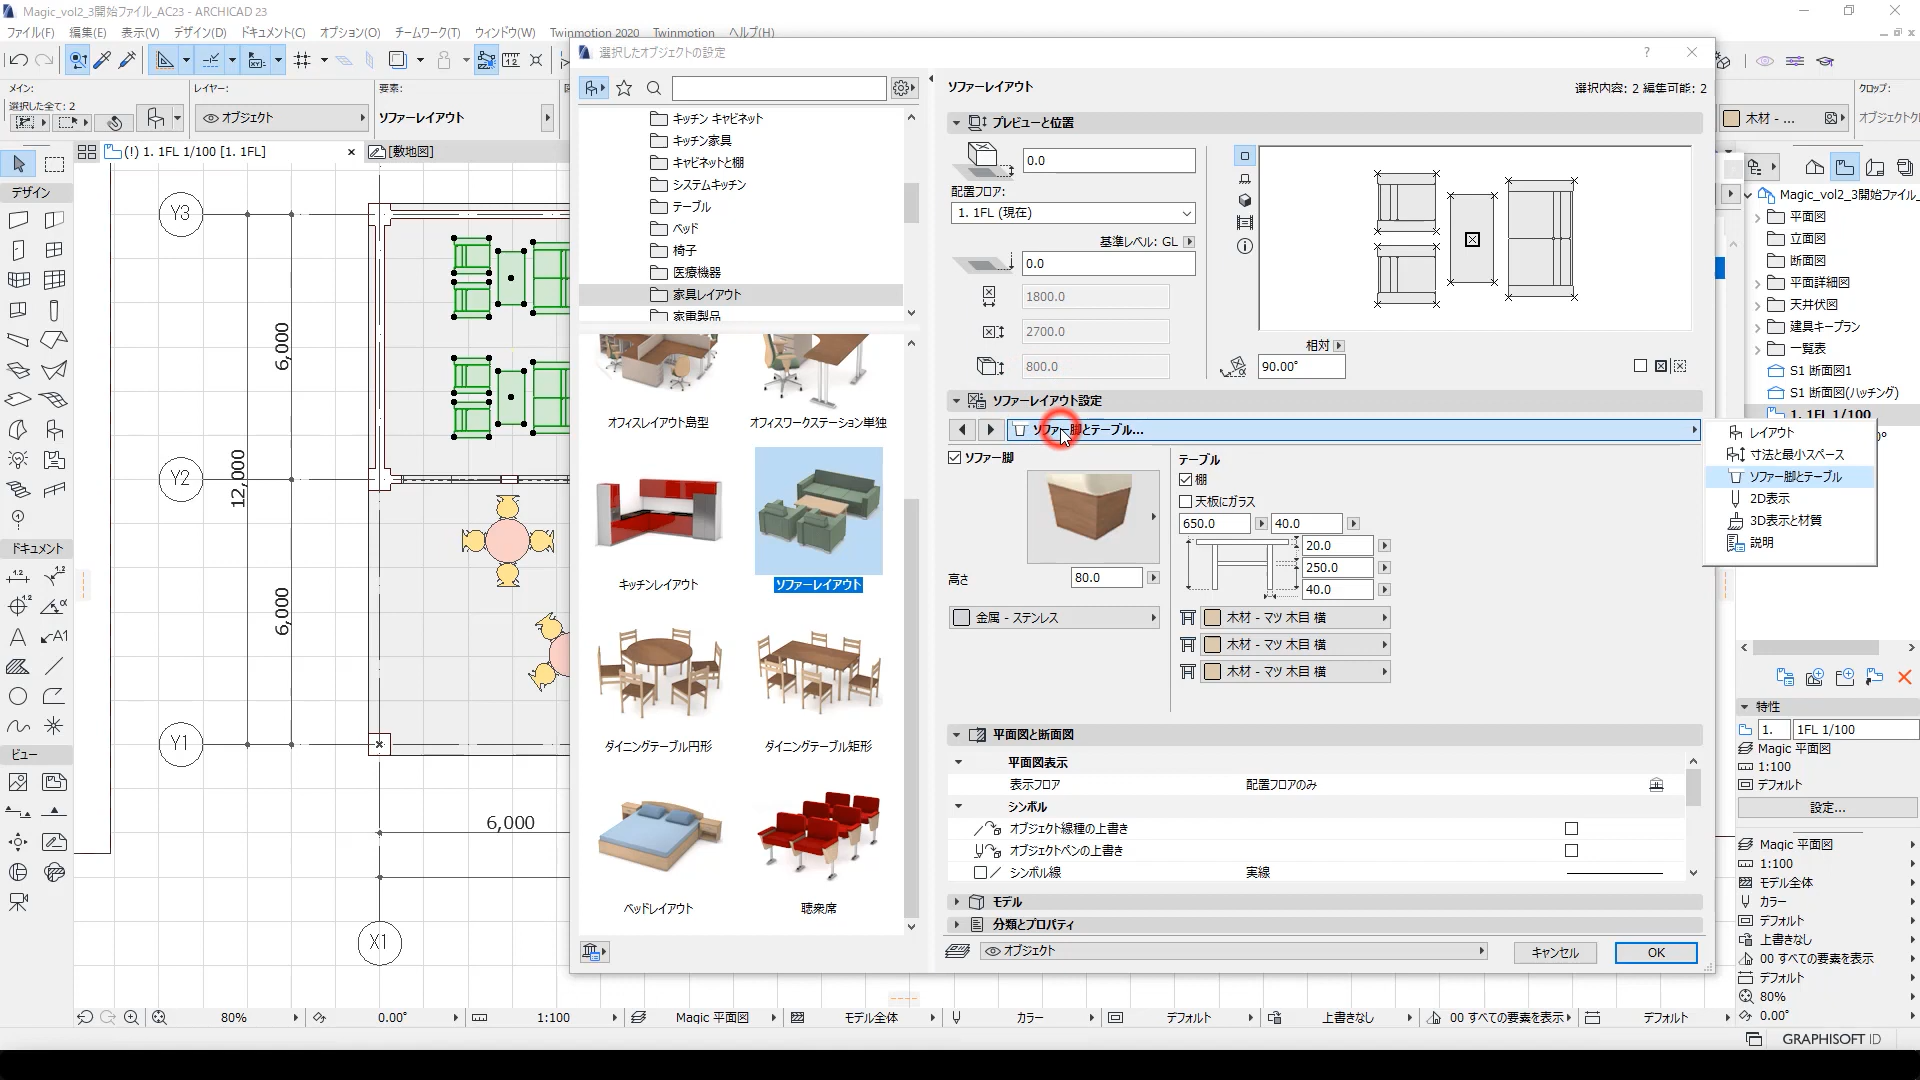 Magic_vol2_3開始ファイル_AC23 - ARCHICAD 23
ファイル(F) 編集(E) 表示(V) デザイン(D) ドキュメント(C) オプション(O) チームワーク(T) ウィンドウ(W) Twinmotion 2020 Twinmotion ヘルプ(H)
メイン:
選択した全て: 2
レイヤー:
オブジェクト
要素:
ソファーレイアウト
(!) 1. 1FL 1/100 [1. 1FL]
[敷地図]
デザイン
ドキュメント
ビュー
Y3
Y2
Y1
X1
6,000
12,000
6,000
6,000
選択したオブジェクトの設定
キッチン キャビネット
キッチン家具
キャビネットと棚
システムキッチン
テーブル
ベッド
椅子
医療機器
家具レイアウト
家電製品
オフィスレイアウト島型
オフィスワークステーション単独
キッチンレイアウト
ソファーレイアウト
ダイニングテーブル円形
ダイニングテーブル矩形
ベッドレイアウト
聴衆席
ソファーレイアウト
選択内容: 2 編集可能: 2
プレビューと位置
0.0
配置フロア:
1. 1FL (現在)
基準レベル: GL
0.0
1800.0
2700.0
800.0
相対
90.00°
ソファーレイアウト設定
ソファー脚とテーブル...
ソファー脚
高さ
80.0
金属 - ステンレス
テーブル
棚
天板にガラス
650.0
40.0
20.0
250.0
40.0
木材 - マツ 木目 横
木材 - マツ 木目 横
木材 - マツ 木目 横
レイアウト
寸法と最小スペース
ソファー脚とテーブル
2D表示
3D表示と材質
説明
平面図と断面図
平面図表示
表示フロア 配置フロアのみ
シンボル
オブジェクト線種の上書き
オブジェクトペンの上書き
シンボル線 実線
モデル
分類とプロパティ
オブジェクト
キャンセル
OK
木材 - ...
クロップ:
Magic_vol2_3開始ファイル_
平面図
立面図
断面図
平面詳細図
天井伏図
建具キープラン
一覧表
S1 断面図1
S1 断面図(ハッチング)
1. 1FL 1/100
特性
1. 1FL 1/100
Magic 平面図
1:100
デフォルト
設定...
Magic 平面図
1:100
モデル全体
カラー
デフォルト
上書きなし
00 すべての要素を表示
デフォルト
80%
0.00°
80% 0.00° 1:100 Magic 平面図 モデル全体 カラー デフォルト 上書きなし 00 すべての要素を表示 デフォルト
GRAPHISOFT ID